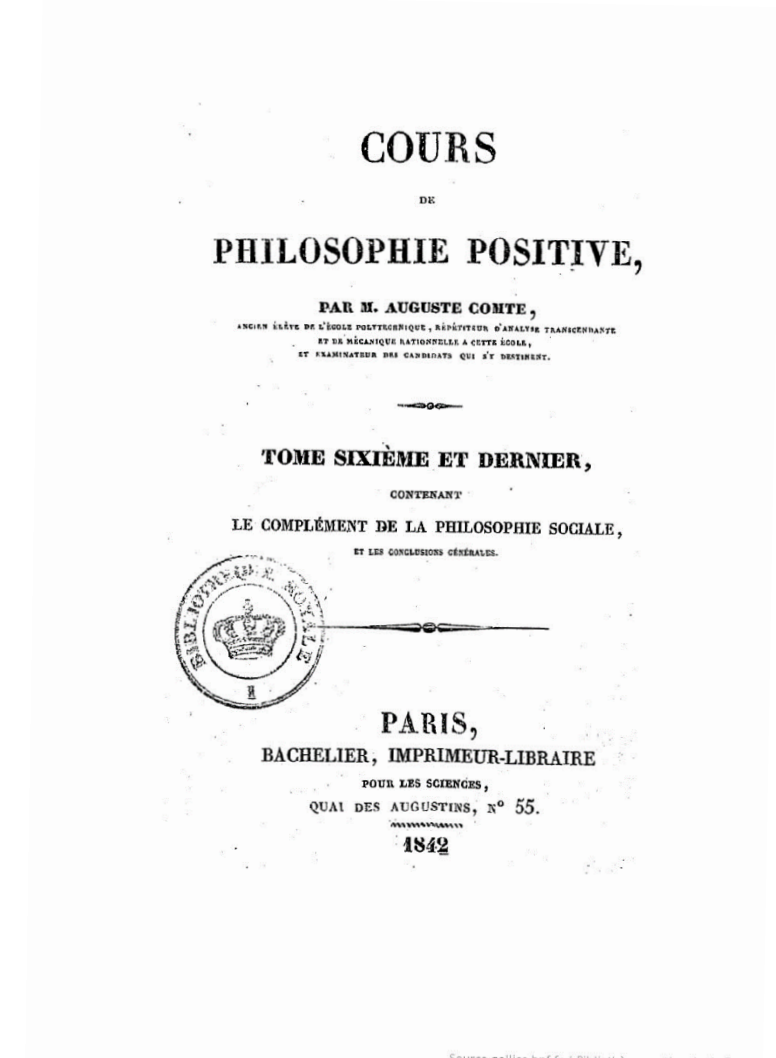 COURS
DE
PHILOSOPHIE POSITIVE,
PAR M. AUGUSTE COMTE,
ANCIEN ÉLÈVE DE L'ÉCOLE POLYTECHNIQUE, RÉPÉTITEUR D'ANALYSE TRANSCENDANTE
ET DE MÉCANIQUE RATIONNELLE A CETTE ÉCOLE,
ET EXAMINATEUR DES CANDIDATS QUI S'Y DESTINENT.
TOME SIXIÈME ET DERNIER,
CONTENANT
LE COMPLÉMENT DE LA PHILOSOPHIE SOCIALE,
ET LES CONCLUSIONS GÉNÉRALES.
BIBLIOTHEQUE ROYALE
I
PARIS,
BACHELIER, IMPRIMEUR-LIBRAIRE
POUR LES SCIENCES,
QUAI DES AUGUSTINS, Nº 55.
1842